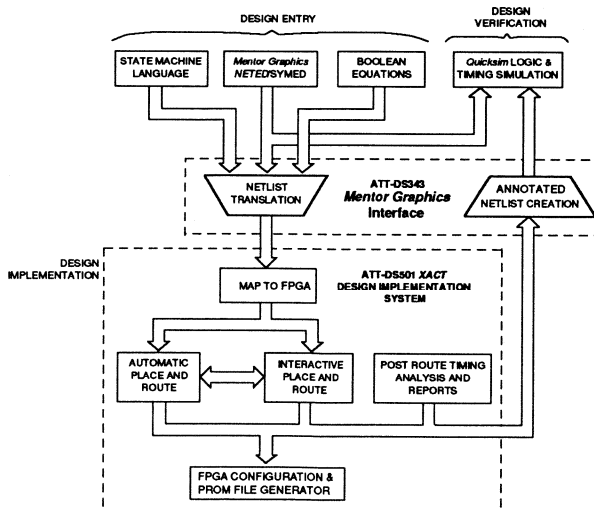 DESIGN ENTRY
DESIGN
VERIFICATION
STATE MACHINE
LANGUAGE
Mentor Graphics
NETED/SYMED
BOOLEAN
EQUATIONS
Quicksim LOGIC &
TIMING SIMULATION
NETLIST
TRANSLATION
ATT-DS343
Mentor Graphics
Interface
ANNOTATED
NETLIST CREATION
DESIGN
IMPLEMENTATION
MAP TO FPGA
ATT-DS501 XACT
DESIGN IMPLEMENTATION
SYSTEM
AUTOMATIC
PLACE AND
ROUTE
INTERACTIVE
PLACE AND
ROUTE
POST ROUTE TIMING
ANALYSIS AND
REPORTS
FPGA CONFIGURATION &
PROM FILE GENERATOR